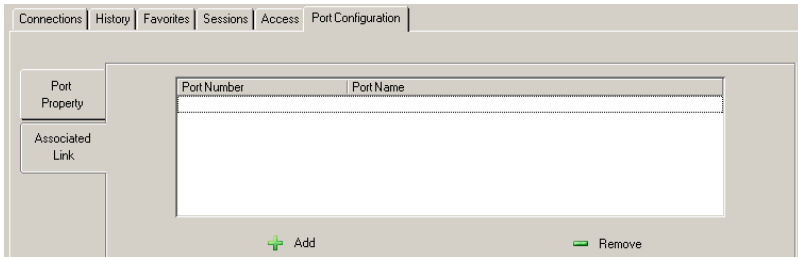 Connections History Favorites Sessions Access Port Configuration
Port
Property
Associated
Link
Port Number Port Name
Add Remove